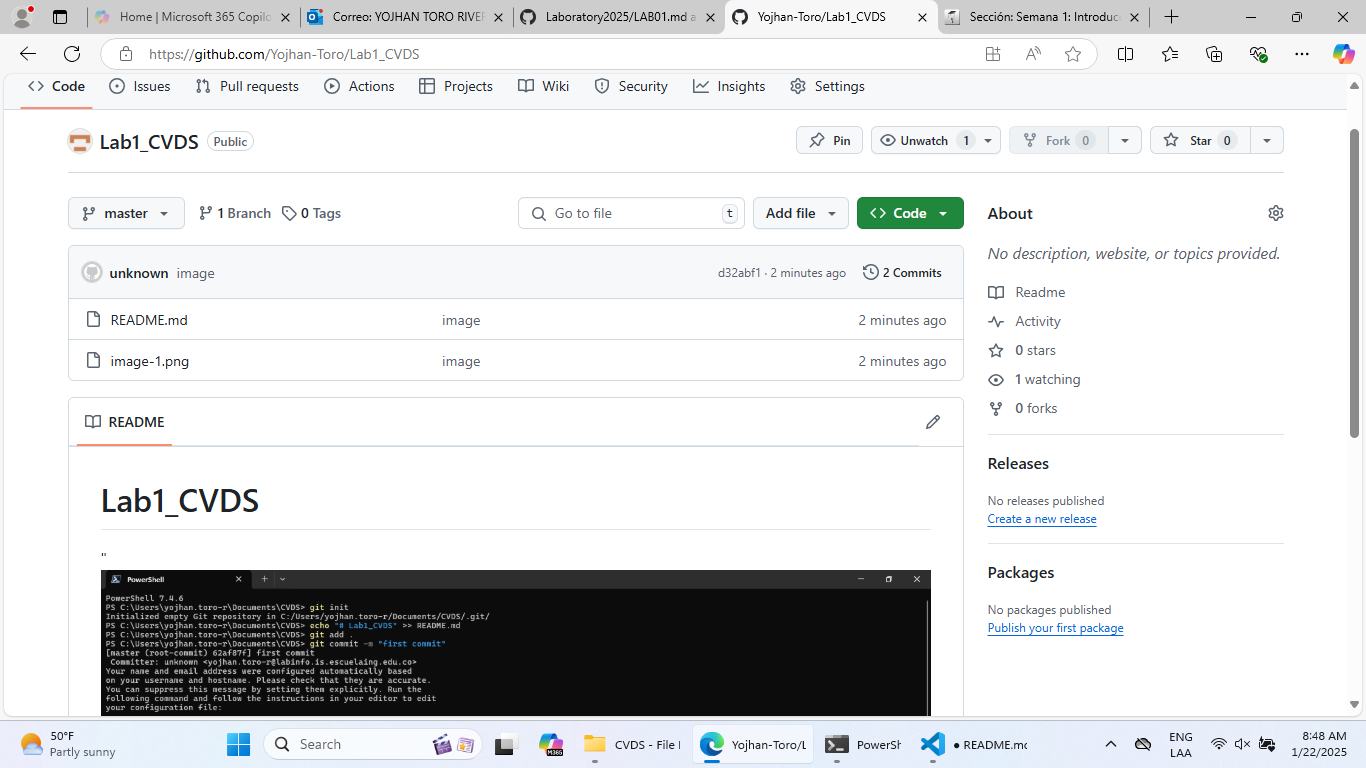 Home | Microsoft 365 Copilo
Correo: YOJHAN TORO RIVER
Laboratory2025/LAB01.md a
Yojhan-Toro/Lab1_CVDS
Sección: Semana 1: Introduc
https://github.com/Yojhan-Toro/Lab1_CVDS
Code
Issues
Pull requests
Actions
Projects
Wiki
Security
Insights
Settings
Lab1_CVDS Public
Pin
Unwatch 1
Fork 0
Star 0
master
1 Branch
0 Tags
Go to file t
Add file
Code
unknown image
d32abf1 · 2 minutes ago
2 Commits
README.md image 2 minutes ago
image-1.png image 2 minutes ago
README
Lab1_CVDS
"
PowerShell
PowerShell 7.4.6
PS C:\Users\yojhan.toro-r\Documents\CVDS> git init
Initialized empty Git repository in C:/Users/yojhan.toro-r/Documents/CVDS/.git/
PS C:\Users\yojhan.toro-r\Documents\CVDS> echo "# Lab1_CVDS" >> README.md
PS C:\Users\yojhan.toro-r\Documents\CVDS> git add .
PS C:\Users\yojhan.toro-r\Documents\CVDS> git commit -m "first commit"
[master (root-commit) 62af87f] first commit
Committer: unknown <yojhan.toro-r@labinfo.is.escuelaing.edu.co>
Your name and email address were configured automatically based
on your username and hostname. Please check that they are accurate.
You can suppress this message by setting them explicitly. Run the
following command and follow the instructions in your editor to edit
your configuration file:
About
No description, website, or topics provided.
Readme
Activity
0 stars
1 watching
0 forks
Releases
No releases published
Create a new release
Packages
No packages published
Publish your first package
50°F
Partly sunny
Search
M365
CVDS - File I
Yojhan-Toro/L
PowerSh
● README.md
ENG
LAA
8:48 AM
1/22/2025